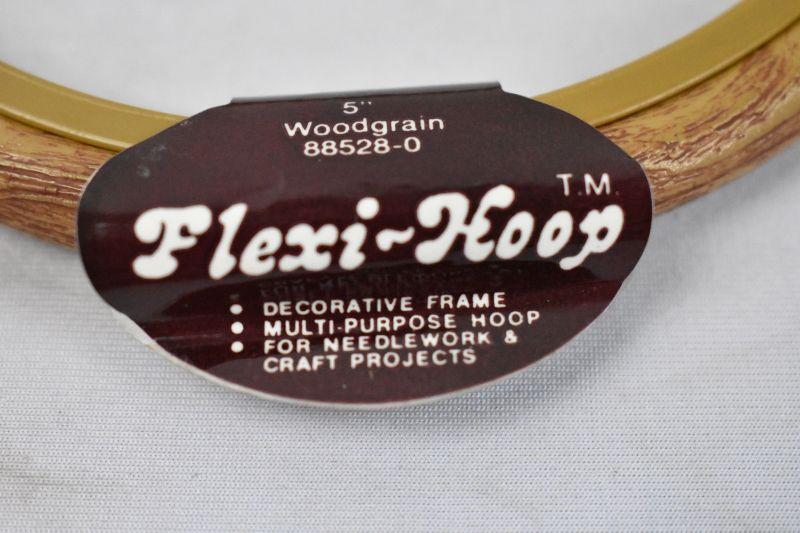 5"
Woodgrain
88528-0
T.M.
Flexi-Hoop
• DECORATIVE FRAME
• MULTI-PURPOSE HOOP
• FOR NEEDLEWORK &
CRAFT PROJECTS